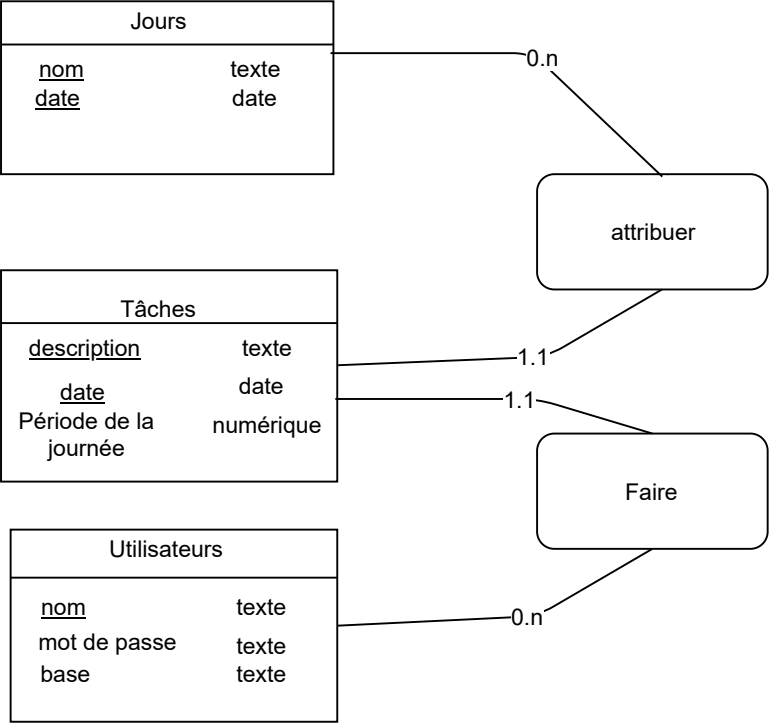 Jours
nom texte
date date
0.n
attribuer
Tâches
description texte
date date
Période de la
journée
numérique
1.1
1.1
Faire
Utilisateurs
nom texte
mot de passe texte
base texte
0.n